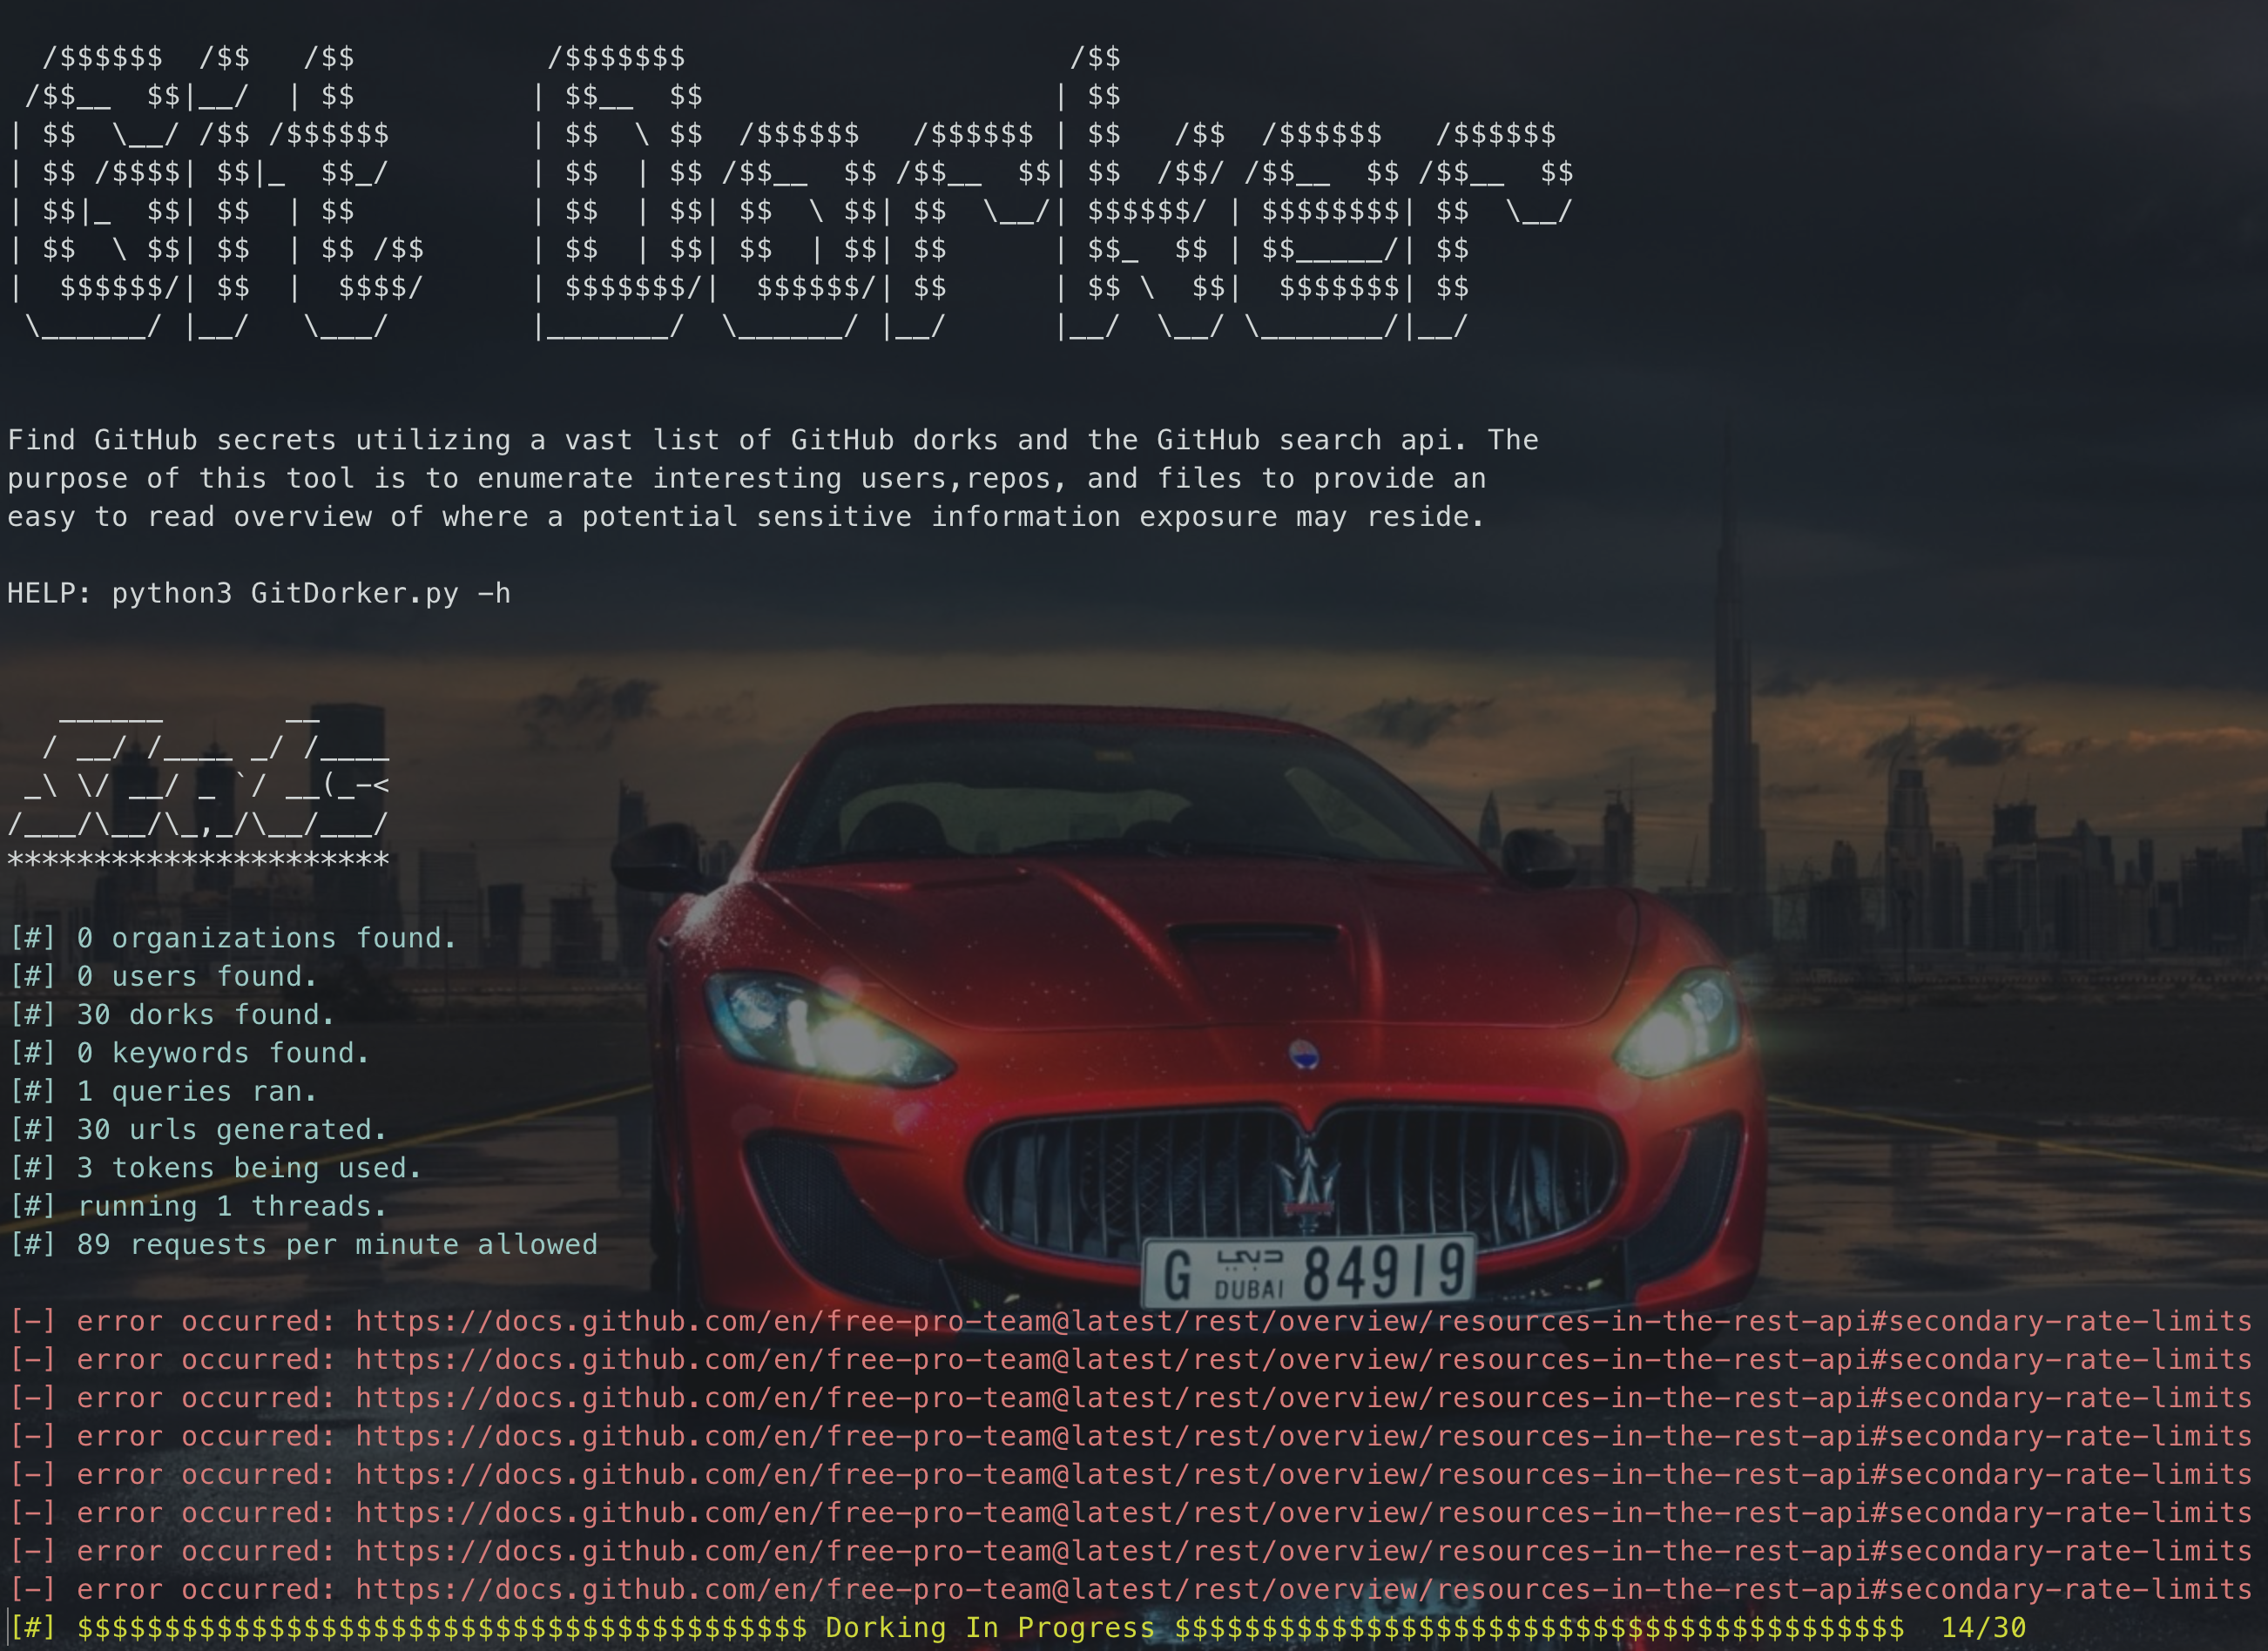 /$$$$$$  /$$   /$$           /$$$$$$$                      /$$
 /$$__  $$|__/  | $$          | $$__  $$                    | $$
| $$  \__/ /$$ /$$$$$$        | $$  \ $$  /$$$$$$   /$$$$$$ | $$   /$$  /$$$$$$   /$$$$$$
| $$ /$$$$| $$|_  $$_/        | $$  | $$ /$$__  $$ /$$__  $$| $$  /$$/ /$$__  $$ /$$__  $$
| $$|_  $$| $$  | $$          | $$  | $$| $$  \ $$| $$  \__/| $$$$$$/ | $$$$$$$$| $$  \__/
| $$  \ $$| $$  | $$ /$$      | $$  | $$| $$  | $$| $$      | $$_  $$ | $$_____/| $$
|  $$$$$$/| $$  |  $$$$/      | $$$$$$$/|  $$$$$$/| $$      | $$ \  $$|  $$$$$$$| $$
 \______/ |__/   \___/        |_______/  \______/ |__/      |__/  \__/ \_______/|__/
Find GitHub secrets utilizing a vast list of GitHub dorks and the GitHub search api. The
purpose of this tool is to enumerate interesting users,repos, and files to provide an
easy to read overview of where a potential sensitive information exposure may reside.
HELP: python3 GitDorker.py -h
   ______       __
  / __/ /____ _/ /____
 _\ \/ __/ _ `/ __(_-<
/___/\__/\_,_/\__/___/
**********************
[#] 0 organizations found.
[#] 0 users found.
[#] 30 dorks found.
[#] 0 keywords found.
[#] 1 queries ran.
[#] 30 urls generated.
[#] 3 tokens being used.
[#] running 1 threads.
[#] 89 requests per minute allowed
G دبي DUBAI 84919
[-] error occurred: https://docs.github.com/en/free-pro-team@latest/rest/overview/resources-in-the-rest-api#secondary-rate-limits
[-] error occurred: https://docs.github.com/en/free-pro-team@latest/rest/overview/resources-in-the-rest-api#secondary-rate-limits
[-] error occurred: https://docs.github.com/en/free-pro-team@latest/rest/overview/resources-in-the-rest-api#secondary-rate-limits
[-] error occurred: https://docs.github.com/en/free-pro-team@latest/rest/overview/resources-in-the-rest-api#secondary-rate-limits
[-] error occurred: https://docs.github.com/en/free-pro-team@latest/rest/overview/resources-in-the-rest-api#secondary-rate-limits
[-] error occurred: https://docs.github.com/en/free-pro-team@latest/rest/overview/resources-in-the-rest-api#secondary-rate-limits
[-] error occurred: https://docs.github.com/en/free-pro-team@latest/rest/overview/resources-in-the-rest-api#secondary-rate-limits
[-] error occurred: https://docs.github.com/en/free-pro-team@latest/rest/overview/resources-in-the-rest-api#secondary-rate-limits
[#] $$$$$$$$$$$$$$$$$$$$$$$$$$$$$$$$$$$$$$$$$$ Dorking In Progress $$$$$$$$$$$$$$$$$$$$$$$$$$$$$$$$$$$$$$$$$$  14/30